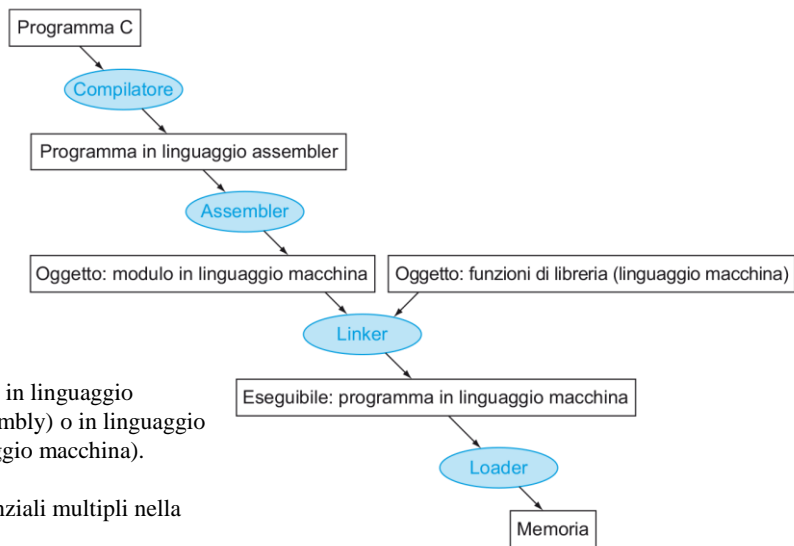 Programma C
Compilatore
Programma in linguaggio assembler
Assembler
Oggetto: modulo in linguaggio macchina
Oggetto: funzioni di libreria (linguaggio macchina)
Linker
in linguaggio
Eseguibile: programma in linguaggio macchina
mbly) o in linguaggio
ggio macchina).
Loader
nziali multipli nella
Memoria